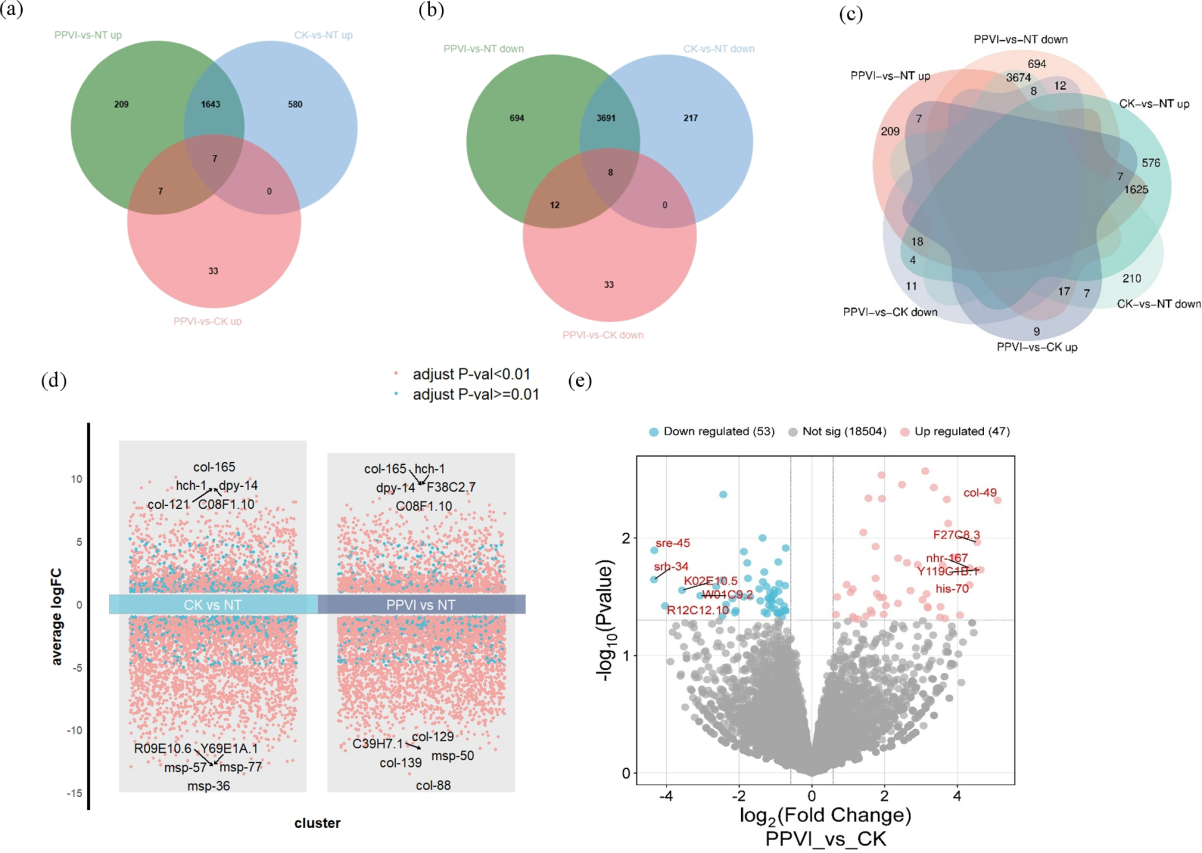 (a)
PPVI-vs-NT up
CK-vs-NT up
209
1643
580
7
7
0
33
PPVI-vs-CK up
(b)
PPVI-vs-NT down
CK-vs-NT down
694
3691
217
8
12
0
33
PPVI-vs-CK down
(c)
PPVI-vs-NT down
694
PPVI-vs-NT up
3674
12
8
CK-vs-NT up
7
209
576
7
1625
18
4
11
17
7
210
CK-vs-NT down
PPVI-vs-CK down
9
PPVI-vs-CK up
(d)
adjust P-val<0.01
adjust P-val>=0.01
average logFC
10
5
0
-5
-10
-15
col-165
hch-1
dpy-14
col-121
C08F1.10
CK vs NT
R09E10.6
Y69E1A.1
msp-57
msp-77
msp-36
col-165
hch-1
dpy-14
F38C2.7
C08F1.10
PPVI vs NT
C39H7.1
col-129
msp-50
col-139
col-88
cluster
(e)
Down regulated (53)
Not sig (18504)
Up regulated (47)
-log10(Pvalue)
2
1
0
col-49
F27C8.3
sre-45
nhr-167
srh-34
Y119C1B.1
K02E10.5
W01C9.2
his-70
R12C12.10
-4
-2
0
2
4
log2(Fold Change)
PPVI_vs_CK